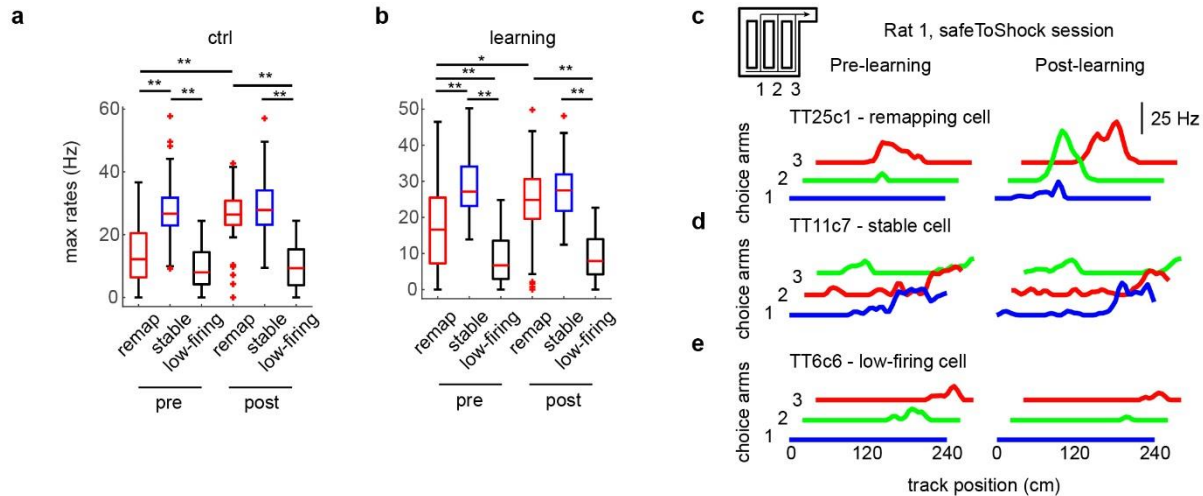 a
ctrl
**
** ** ** **
max rates (Hz)
60
40
20
0
remap
stable
low-firing
remap
stable
low-firing
pre
post
b
learning
*
** **
** ** **
50
40
30
20
10
0
remap
stable
low-firing
remap
stable
low-firing
pre
post
c
1 2 3
Rat 1, safeToShock session
Pre-learning
Post-learning
TT25c1 - remapping cell
25 Hz
choice arms
3
2
1
d
TT11c7 - stable cell
choice arms
3
2
1
e
TT6c6 - low-firing cell
choice arms
3
2
1
0 120 240 0 120 240
track position (cm)